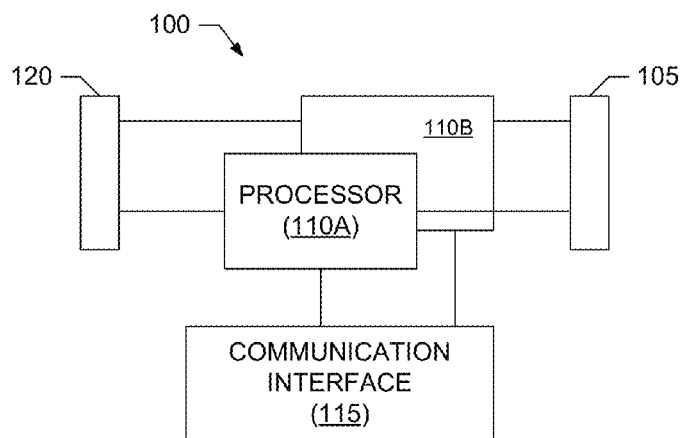 100
120
105
110B
PROCESSOR
(110A)
COMMUNICATION
INTERFACE
(115)